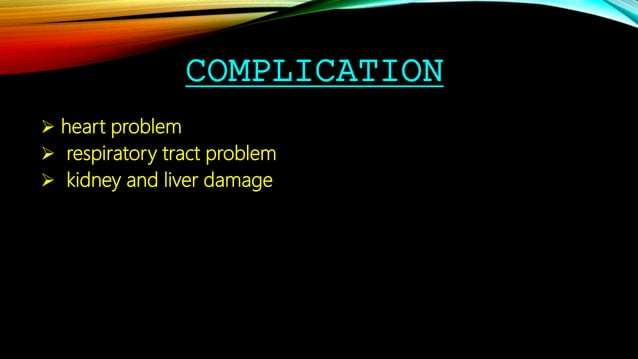 COMPLICATION
➢ heart problem
➢ respiratory tract problem
➢ kidney and liver damage